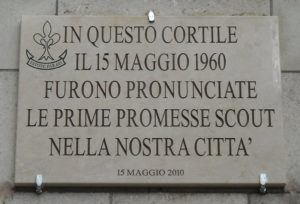 IN QUESTO CORTILE
IL 15 MAGGIO 1960
FURONO PRONUNCIATE
LE PRIME PROMESSE SCOUT
NELLA NOSTRA CITTA'
15 MAGGIO 2010